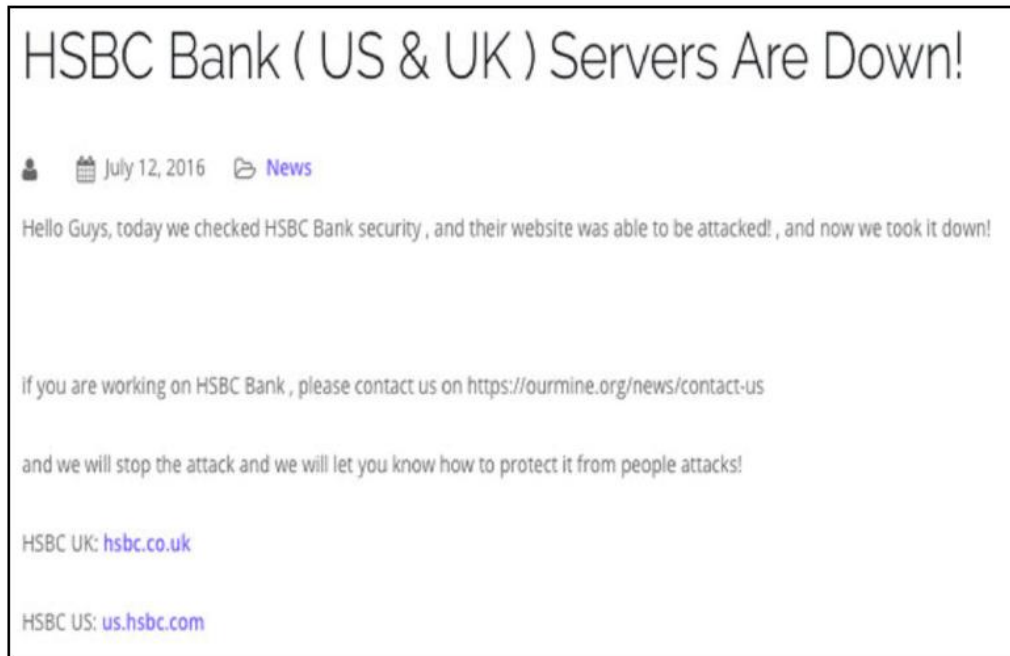 HSBC Bank ( US & UK ) Servers Are Down!
July 12, 2016 News
Hello Guys, today we checked HSBC Bank security , and their website was able to be attacked! , and now we took it down!
if you are working on HSBC Bank , please contact us on https://ourmine.org/news/contact-us
and we will stop the attack and we will let you know how to protect it from people attacks!
HSBC UK: hsbc.co.uk
HSBC US: us.hsbc.com